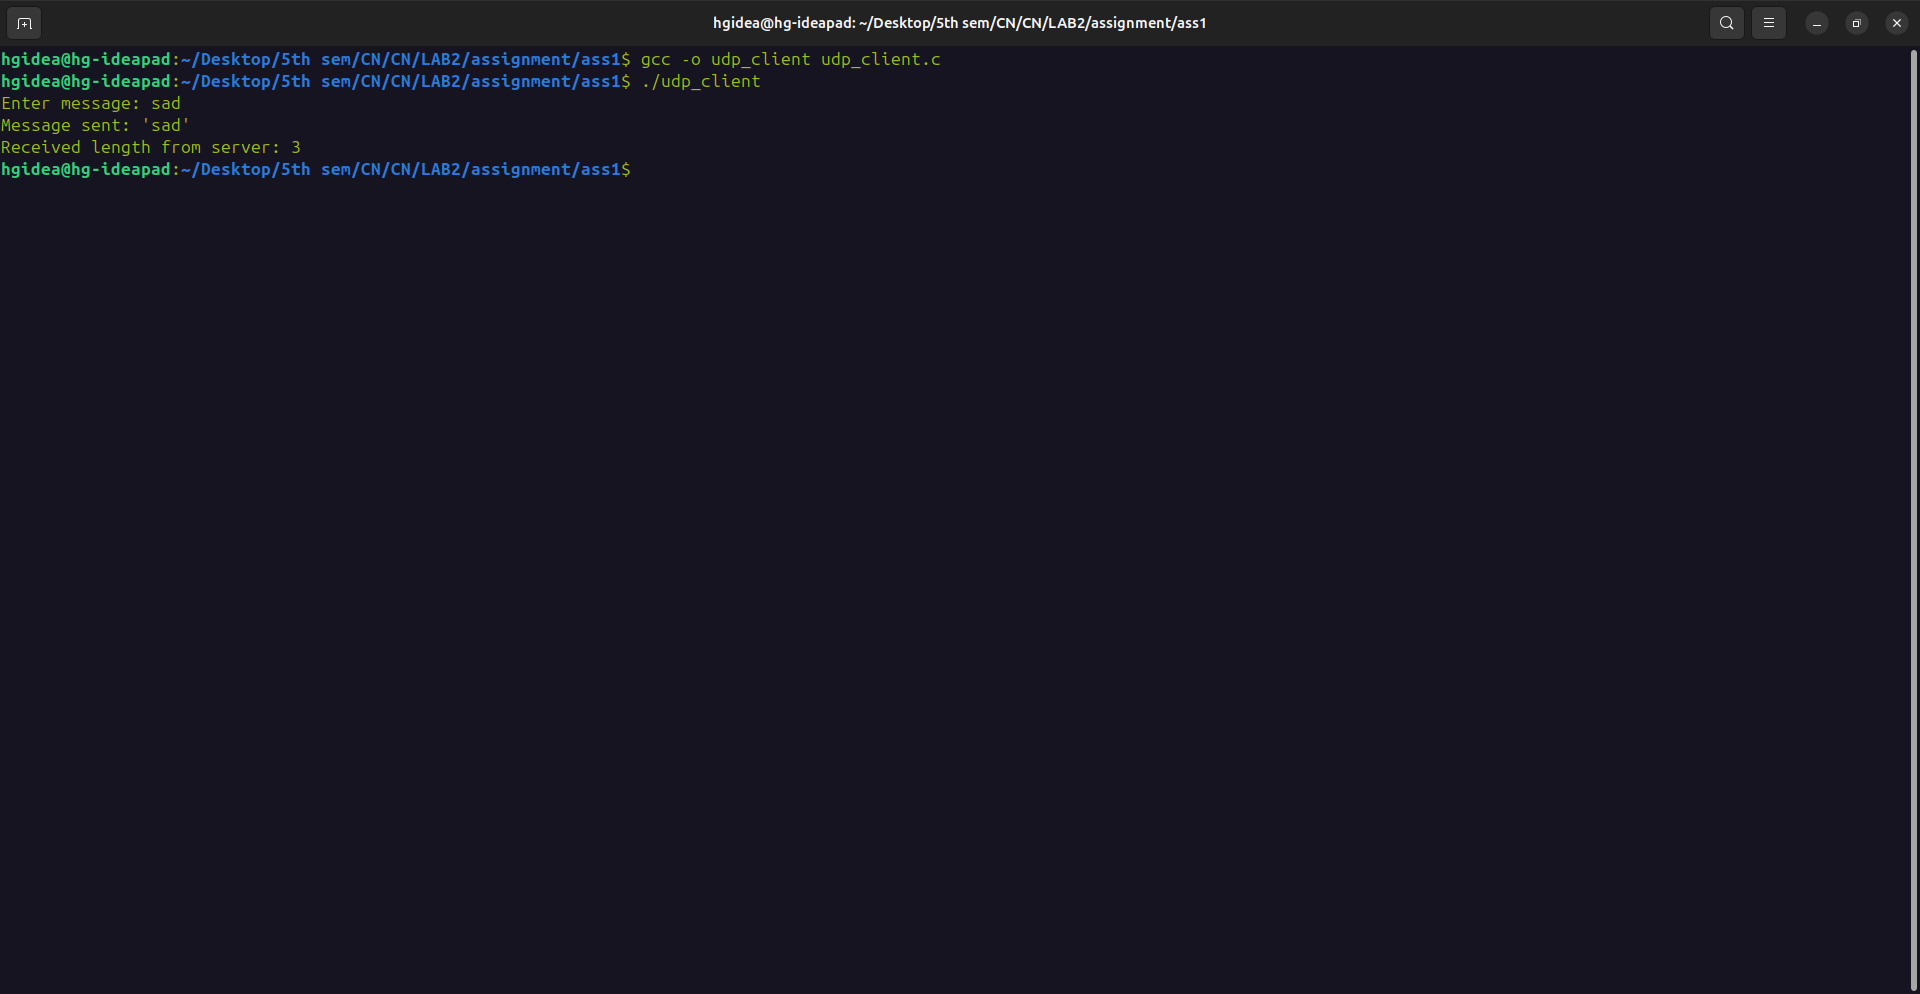 hgidea@hg-ideapad: ~/Desktop/5th sem/CN/CN/LAB2/assignment/ass1
hgidea@hg-ideapad:~/Desktop/5th sem/CN/CN/LAB2/assignment/ass1$ gcc -o udp_client udp_client.c
hgidea@hg-ideapad:~/Desktop/5th sem/CN/CN/LAB2/assignment/ass1$ ./udp_client
Enter message: sad
Message sent: 'sad'
Received length from server: 3
hgidea@hg-ideapad:~/Desktop/5th sem/CN/CN/LAB2/assignment/ass1$